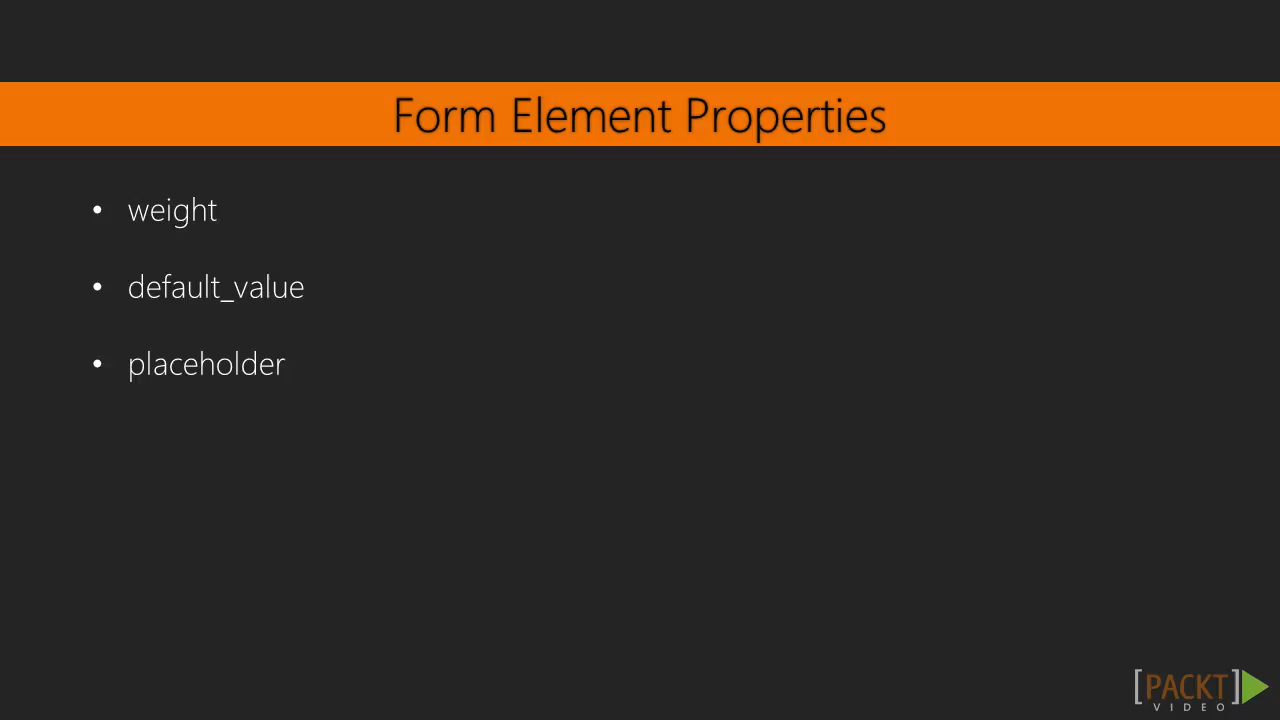 Form Element Properties
• weight
• default_value
• placeholder
[PACKT]
VIDEO